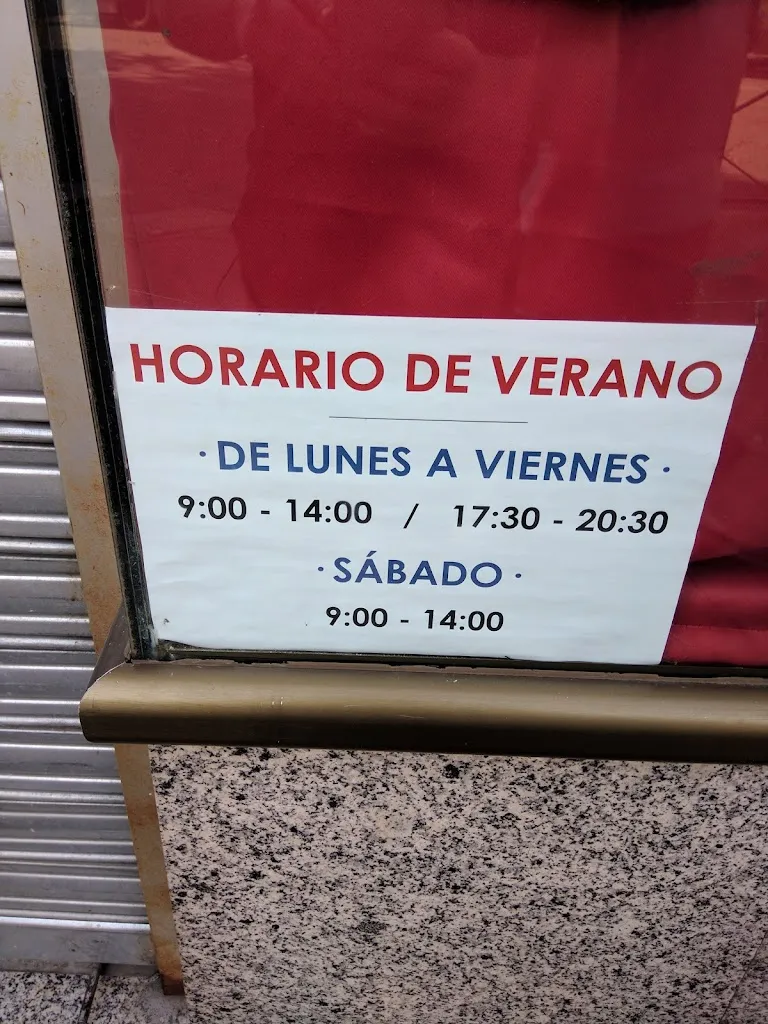 HORARIO DE VERANO
· DE LUNES A VIERNES ·
9:00 - 14:00 / 17:30 - 20:30
· SÁBADO ·
9:00 - 14:00